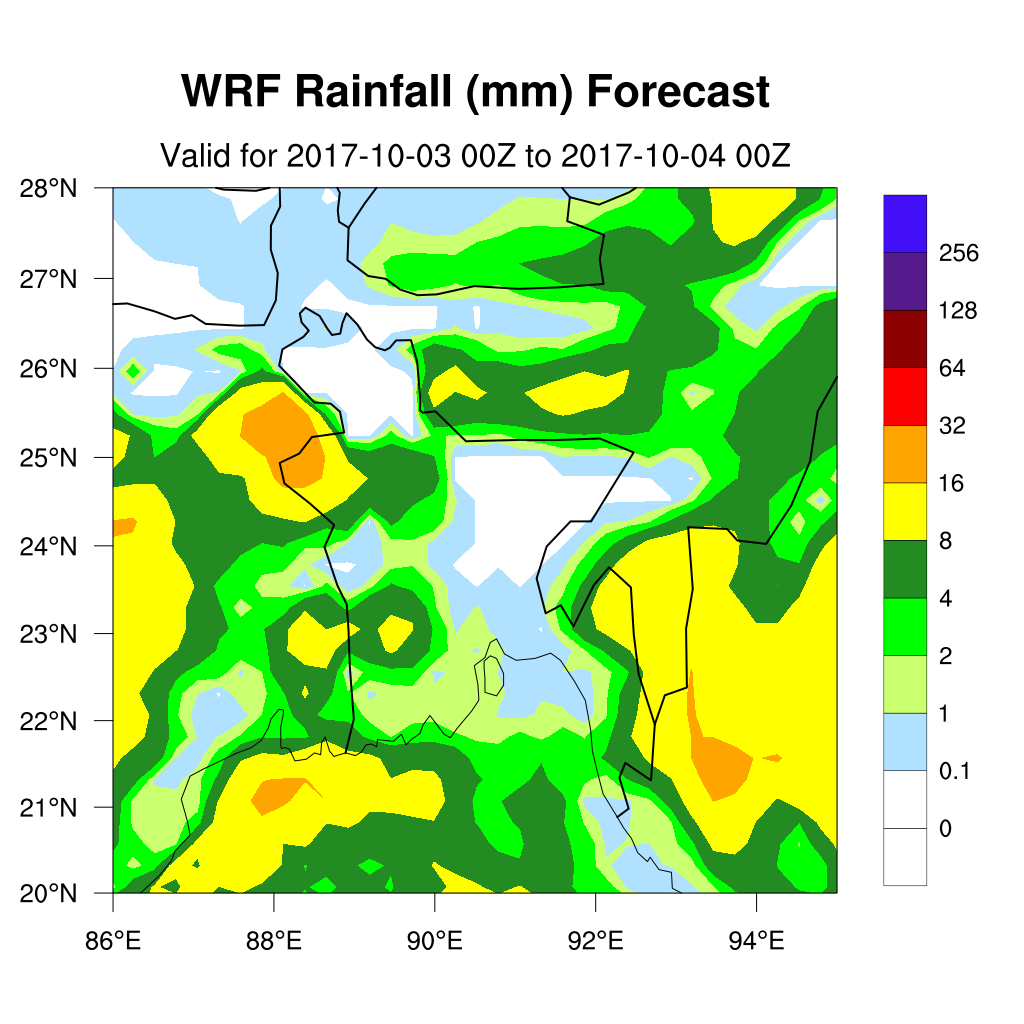 WRF Rainfall (mm) Forecast
Valid for 2017-10-03 00Z to 2017-10-04 00Z
28°N
27°N
26°N
25°N
24°N
23°N
22°N
21°N
20°N
86°E
88°E
90°E
92°E
94°E
256
128
64
32
16
8
4
2
1
0.1
0